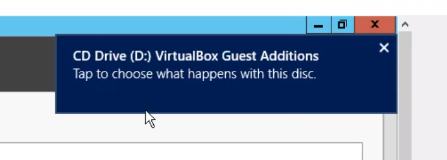 CD Drive (D:) VirtualBox Guest Additions
Tap to choose what happens with this disc.